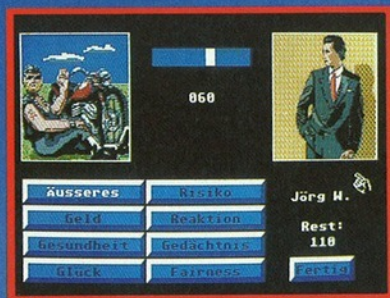 060
Äusseres
Risiko
Geld
Reaktion
Gesundheit
Gedächtnis
Glück
Fairness
Jörg W.
Rest:
110
Fertig